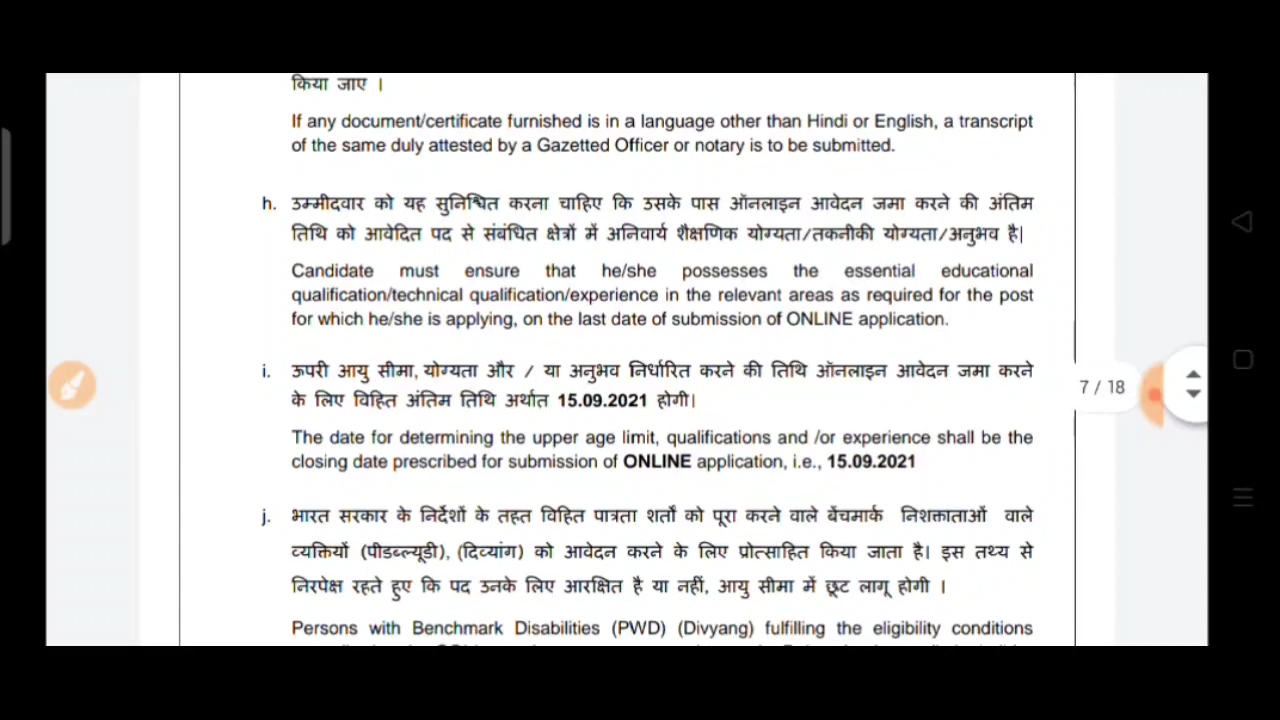 किया जाए ।
If any document/certificate furnished is in a language other than Hindi or English, a transcript
of the same duly attested by a Gazetted Officer or notary is to be submitted.
h. उम्मीदवार को यह सुनिश्चित करना चाहिए कि उसके पास ऑनलाइन आवेदन जमा करने की अंतिम
तिथि को आवेदित पद से संबंधित क्षेत्रों में अनिवार्य शैक्षणिक योग्यता/तकनीकी योग्यता/अनुभव है|
Candidate must ensure that he/she possesses the essential educational
qualification/technical qualification/experience in the relevant areas as required for the post
for which he/she is applying, on the last date of submission of ONLINE application.
i. ऊपरी आयु सीमा, योग्यता और / या अनुभव निर्धारित करने की तिथि ऑनलाइन आवेदन जमा करने
के लिए विहित अंतिम तिथि अर्थात 15.09.2021 होगी|
7 / 18
The date for determining the upper age limit, qualifications and /or experience shall be the
closing date prescribed for submission of ONLINE application, i.e., 15.09.2021
j. भारत सरकार के निर्देशों के तहत विहित पात्रता शर्तों को पूरा करने वाले बेंचमार्क निशक्तताओं वाले
व्यक्तियों (पीडब्ल्यूडी), (दिव्यांग) को आवेदन करने के लिए प्रोत्साहित किया जाता है| इस तथ्य से
निरपेक्ष रहते हुए कि पद उनके लिए आरक्षित है या नहीं, आयु सीमा में छूट लागू होगी ।
Persons with Benchmark Disabilities (PWD) (Divyang) fulfilling the eligibility conditions